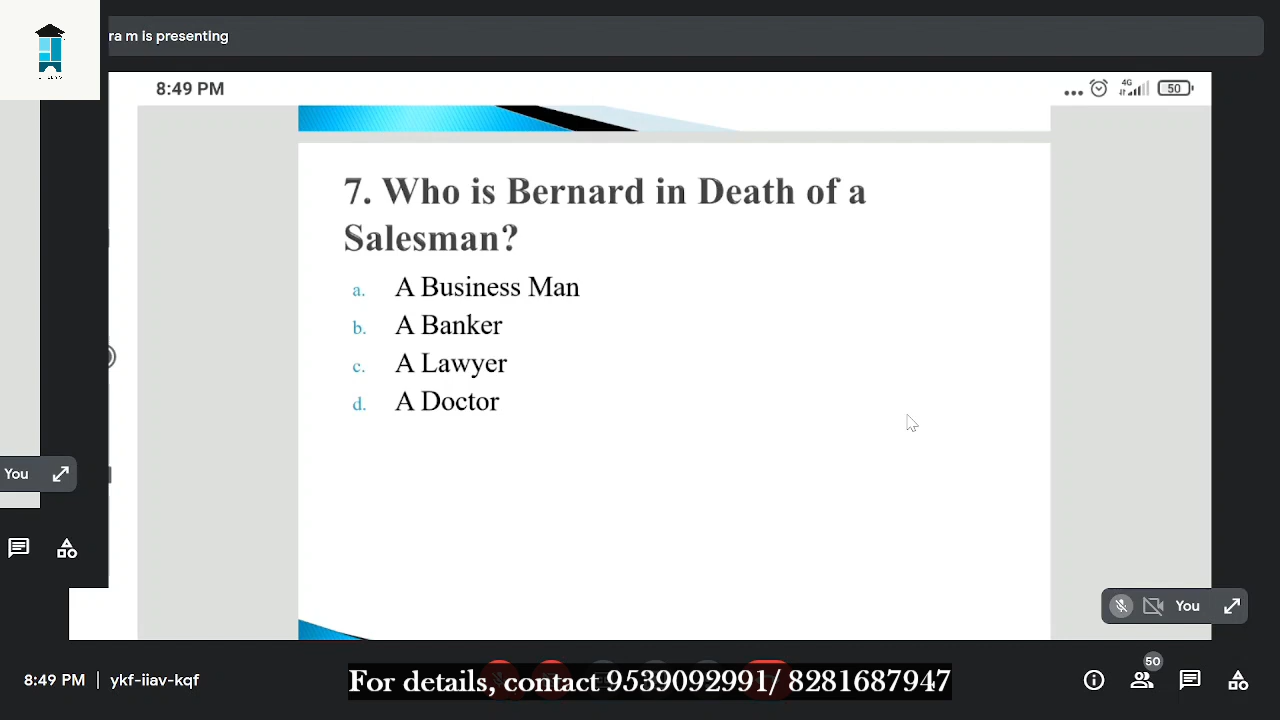 ra m is presenting
8:49 PM
4G
50
7. Who is Bernard in Death of a
Salesman?
a. A Business Man
b. A Banker
c. A Lawyer
d. A Doctor
You
You
8:49 PM | ykf-iiav-kqf
50
For details, contact 9539092991/ 8281687947